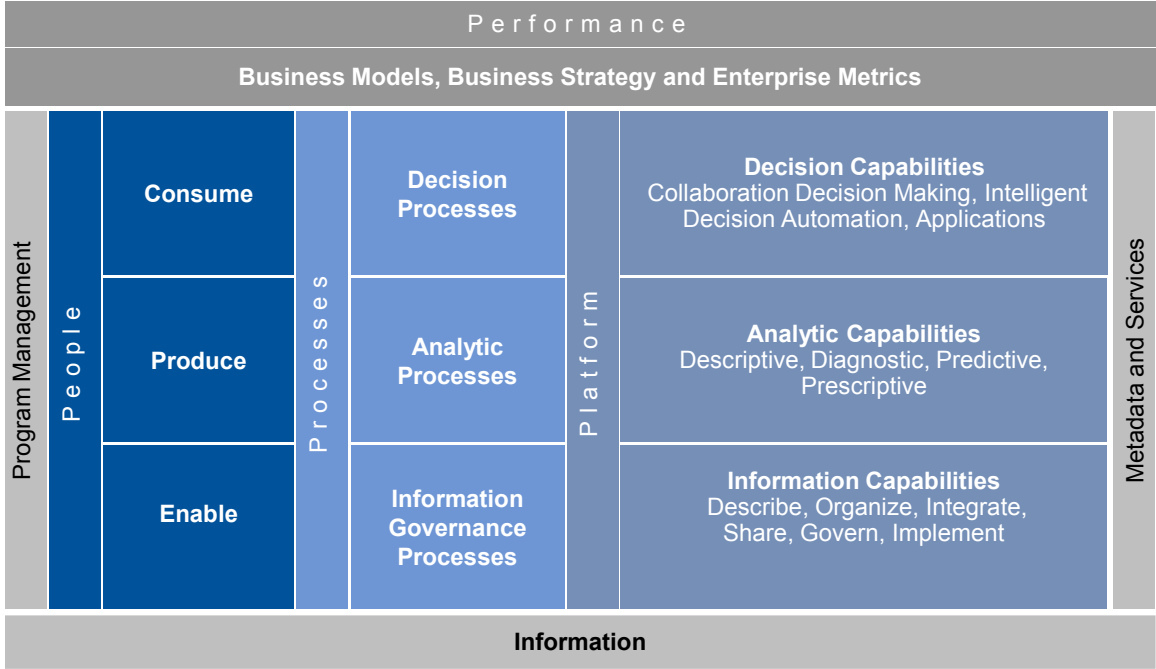 Performance
Business Models, Business Strategy and Enterprise Metrics
Program Management
People
Consume
Produce
Enable
Processes
Decision
Processes
Analytic
Processes
Information
Governance
Processes
Platform
Decision Capabilities
Collaboration Decision Making, Intelligent
Decision Automation, Applications
Analytic Capabilities
Descriptive, Diagnostic, Predictive,
Prescriptive
Information Capabilities
Describe, Organize, Integrate,
Share, Govern, Implement
Metadata and Services
Information